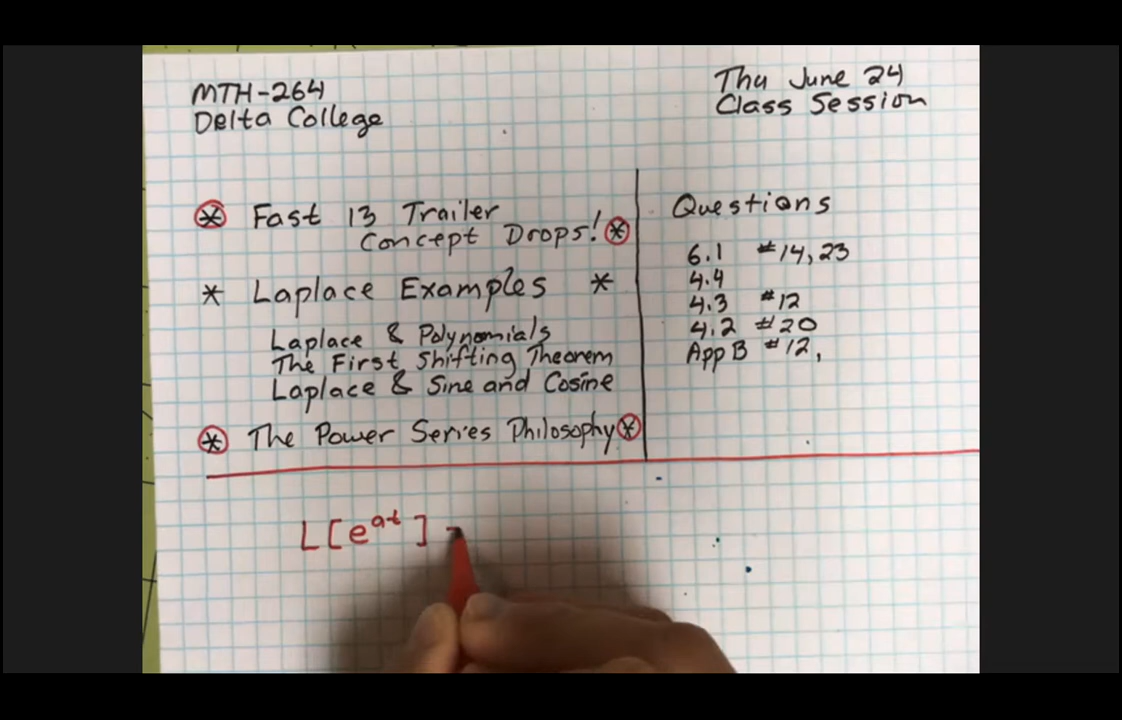 MTH-264
Delta College
Thu June 24
Class Session
⊛ Fast 13 Trailer
Concept Drops! ⊛
* Laplace Examples *
Laplace & Polynomials
The First Shifting Theorem
Laplace & Sine and Cosine
⊛ The Power Series Philosophy ⊛
Questions
6.1 #14, 23
4.4
4.3 #12
4.2 #20
App B #12,
L[e^{at}] =